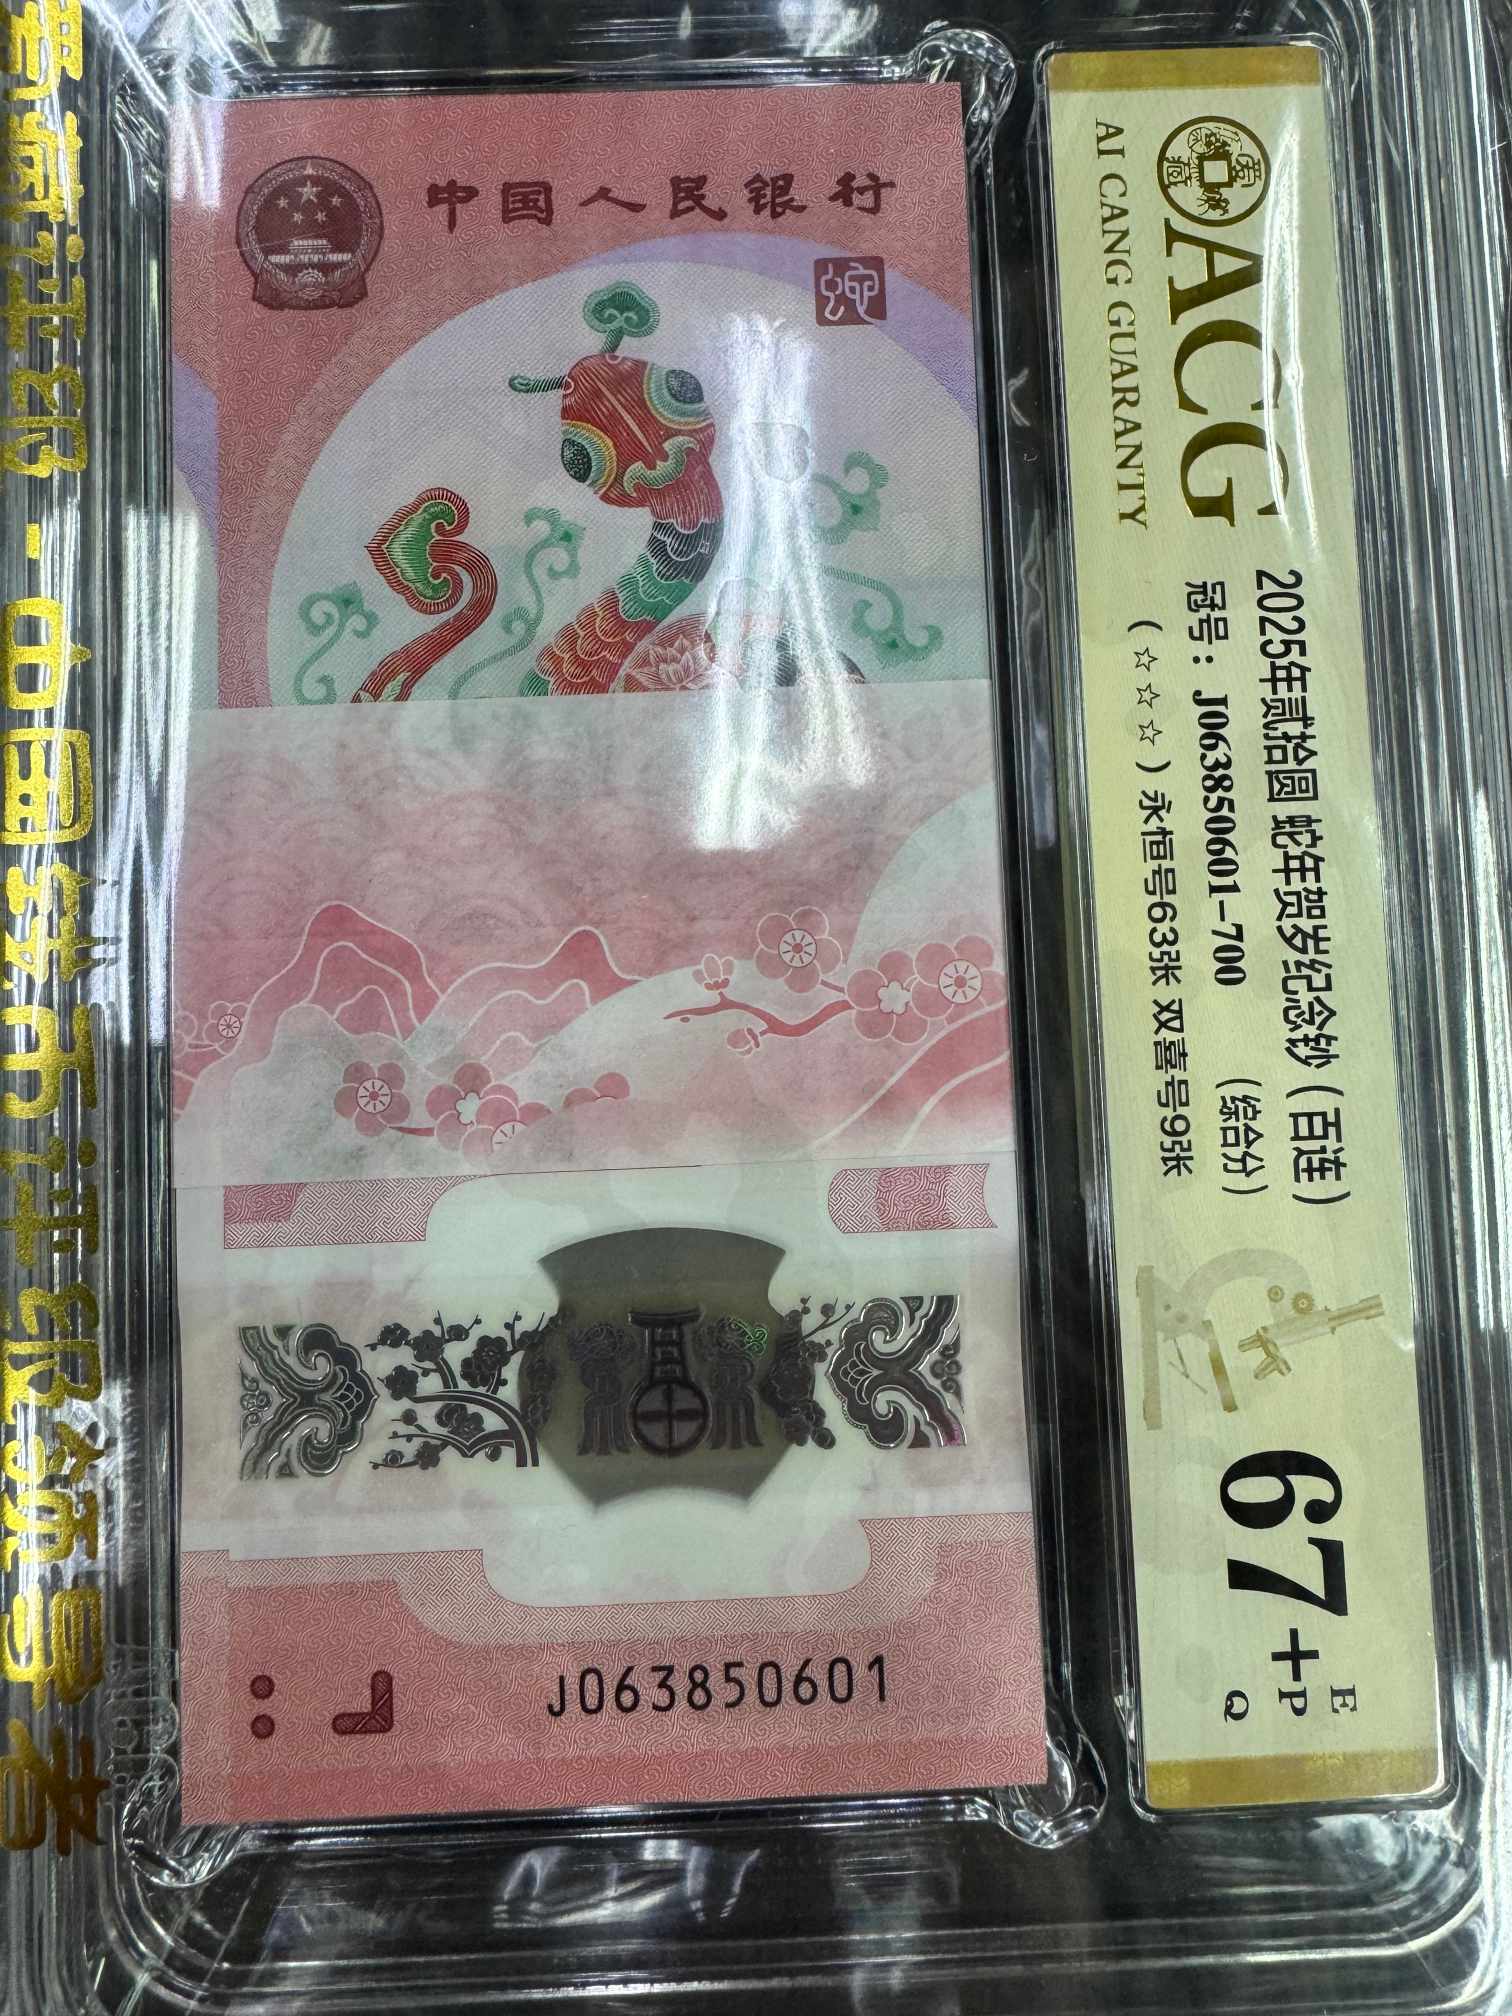 中国人民银行
蛇
J063850601
ACG
AI CANG GUARANTY
2025年贰拾圆 蛇年贺岁纪念钞（百连）
冠号：J063850601-700 （综合分）
（☆☆☆）永恒号63张 双喜号9张
67+
E
P
Q